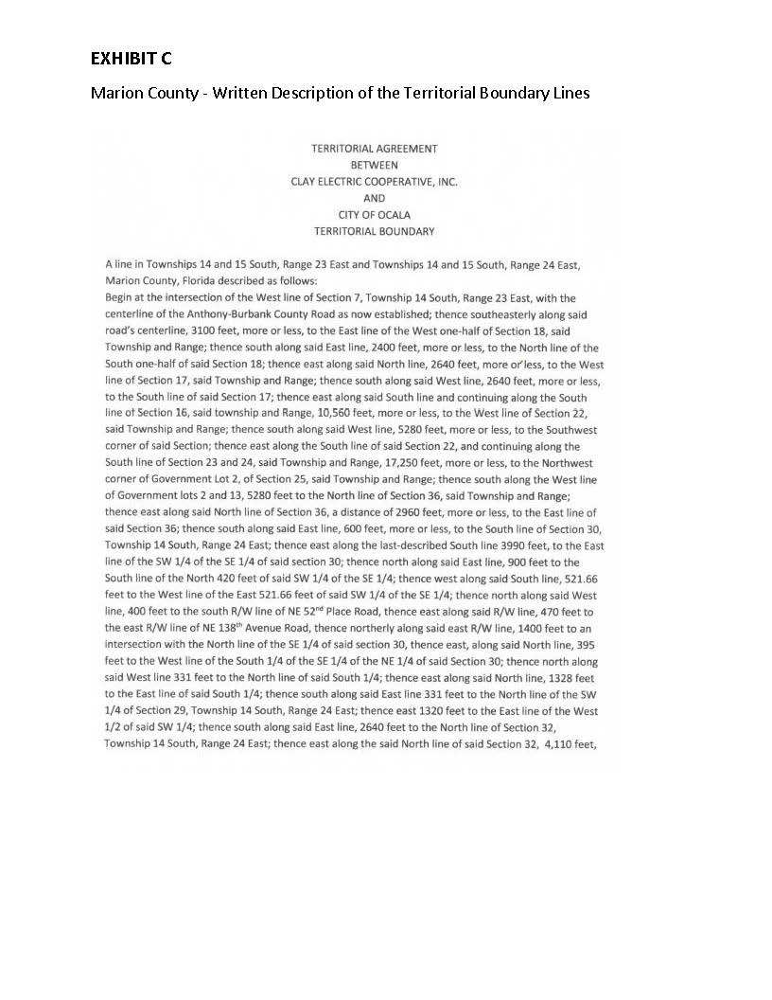 EXHIBIT C
Marion County - Written Description of the Territorial Boundary Lines
TERRITORIAL AGREEMENT
BETWEEN
CLAY ELECTRIC COOPERATIVE, INC.
AND
CITY OF OCALA
TERRITORIAL BOUNDARY
A line in Townships 14 and 15 South, Range 23 East and Townships 14 and 15 South, Range 24 East,
Marion County, Florida described as follows:
Begin at the intersection of the West line of Section 7, Township 14 South, Range 23 East, with the
centerline of the Anthony-Burbank County Road as now established; thence southeasterly along said
road's centerline, 3100 feet, more or less, to the East line of the West one-half of Section 18, said
Township and Range; thence south along said East line, 2400 feet, more or less, to the North line of the
South one-half of said Section 18; thence east along said North line, 2640 feet, more or less, to the West
line of Section 17, said Township and Range; thence south along said West line, 2640 feet, more or less,
to the South line of said Section 17; thence east along said South line and continuing along the South
line of Section 16, said township and Range, 10,560 feet, more or less, to the West line of Section 22,
said Township and Range; thence south along said West line, 5280 feet, more or less, to the Southwest
corner of said Section; thence east along the South line of said Section 22, and continuing along the
South line of Section 23 and 24, said Township and Range, 17,250 feet, more or less, to the Northwest
corner of Government Lot 2, of Section 25, said Township and Range; thence south along the West line
of Government lots 2 and 13, 5280 feet to the North line of Section 36, said Township and Range;
thence east along said North line of Section 36, a distance of 2960 feet, more or less, to the East line of
said Section 36; thence south along said East line, 600 feet, more or less, to the South line of Section 30,
Township 14 South, Range 24 East; thence east along the last-described South line 3990 feet, to the East
line of the SW 1/4 of the SE 1/4 of said section 30; thence north along said East line, 900 feet to the
South line of the North 420 feet of said SW 1/4 of the SE 1/4; thence west along said South line, 521.66
feet to the West line of the East 521.66 feet of said SW 1/4 of the SE 1/4; thence north along said West
line, 400 feet to the south R/W line of NE 52nd Place Road, thence east along said R/W line, 470 feet to
the east R/W line of NE 138th Avenue Road, thence northerly along said east R/W line, 1400 feet to an
intersection with the North line of the SE 1/4 of said section 30, thence east, along said North line, 395
feet to the West line of the South 1/4 of the SE 1/4 of the NE 1/4 of said Section 30; thence north along
said West line 331 feet to the North line of said South 1/4; thence east along said North line, 1328 feet
to the East line of said South 1/4; thence south along said East line 331 feet to the North line of the SW
1/4 of Section 29, Township 14 South, Range 24 East; thence east 1320 feet to the East line of the West
1/2 of said SW 1/4; thence south along said East line, 2640 feet to the North line of Section 32,
Township 14 South, Range 24 East; thence east along the said North line of said Section 32, 4,110 feet,